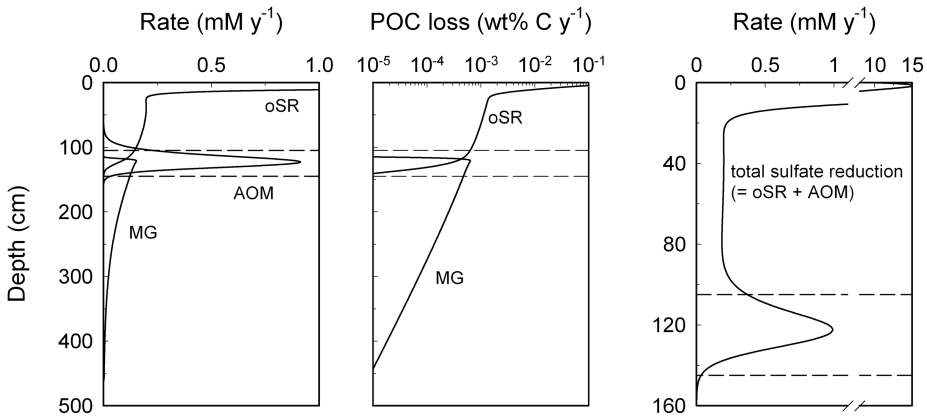 Rate (mM y⁻¹)
0.0 0.5 1.0
0
100
200
300
400
500
Depth (cm)
oSR
AOM
MG
POC loss (wt% C y⁻¹)
10⁻⁵ 10⁻⁴ 10⁻³ 10⁻² 10⁻¹
oSR
MG
Rate (mM y⁻¹)
0 0.5 1 10 15
0
40
80
120
160
total sulfate reduction
(= oSR + AOM)